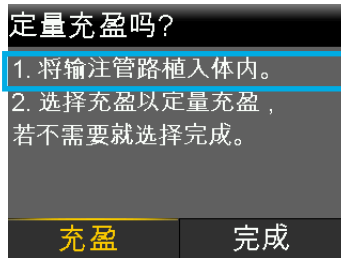 定量充盈吗?
1. 将输注管路植入体内。
2. 选择充盈以定量充盈，
若不需要就选择完成。
充盈
完成